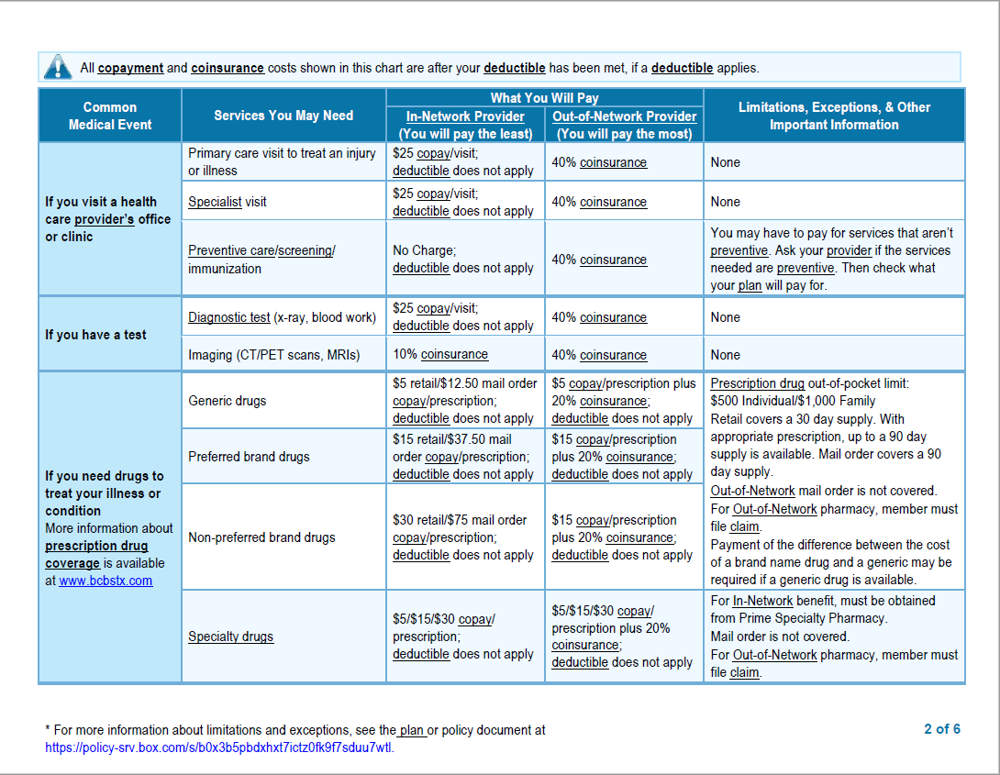 All copayment and coinsurance costs shown in this chart are after your deductible has been met, if a deductible applies.
Common
Medical Event
Services You May Need
What You Will Pay
In-Network Provider
(You will pay the least)
Out-of-Network Provider
(You will pay the most)
Limitations, Exceptions, & Other
Important Information
If you visit a health
care provider’s office
or clinic
Primary care visit to treat an injury
or illness
$25 copay/visit;
deductible does not apply
40% coinsurance
None
Specialist visit
$25 copay/visit;
deductible does not apply
40% coinsurance
None
Preventive care/screening/
immunization
No Charge;
deductible does not apply
40% coinsurance
You may have to pay for services that aren’t
preventive. Ask your provider if the services
needed are preventive. Then check what
your plan will pay for.
If you have a test
Diagnostic test (x-ray, blood work)
$25 copay/visit;
deductible does not apply
40% coinsurance
None
Imaging (CT/PET scans, MRIs)
10% coinsurance
40% coinsurance
None
If you need drugs to
treat your illness or
condition
More information about
prescription drug
coverage is available
at www.bcbstx.com
Generic drugs
$5 retail/$12.50 mail order
copay/prescription;
deductible does not apply
$5 copay/prescription plus
20% coinsurance;
deductible does not apply
Prescription drug out-of-pocket limit:
$500 Individual/$1,000 Family
Retail covers a 30 day supply. With
appropriate prescription, up to a 90 day
supply is available. Mail order covers a 90
day supply.
Out-of-Network mail order is not covered.
For Out-of-Network pharmacy, member must
file claim.
Payment of the difference between the cost
of a brand name drug and a generic may be
required if a generic drug is available.
Preferred brand drugs
$15 retail/$37.50 mail
order copay/prescription;
deductible does not apply
$15 copay/prescription
plus 20% coinsurance;
deductible does not apply
Non-preferred brand drugs
$30 retail/$75 mail order
copay/prescription;
deductible does not apply
$15 copay/prescription
plus 20% coinsurance;
deductible does not apply
Specialty drugs
$5/$15/$30 copay/
prescription;
deductible does not apply
$5/$15/$30 copay/
prescription plus 20%
coinsurance;
deductible does not apply
For In-Network benefit, must be obtained
from Prime Specialty Pharmacy.
Mail order is not covered.
For Out-of-Network pharmacy, member must
file claim.
* For more information about limitations and exceptions, see the plan or policy document at
https://policy-srv.box.com/s/b0x3b5pbdxhxt7ictz0fk9f7sduu7wtl.
2 of 6